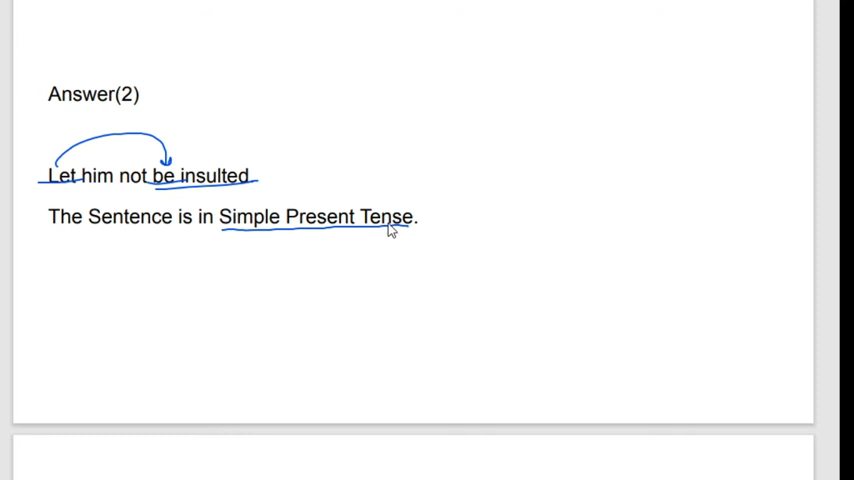 Answer(2)
Let him not be insulted
The Sentence is in Simple Present Tense.